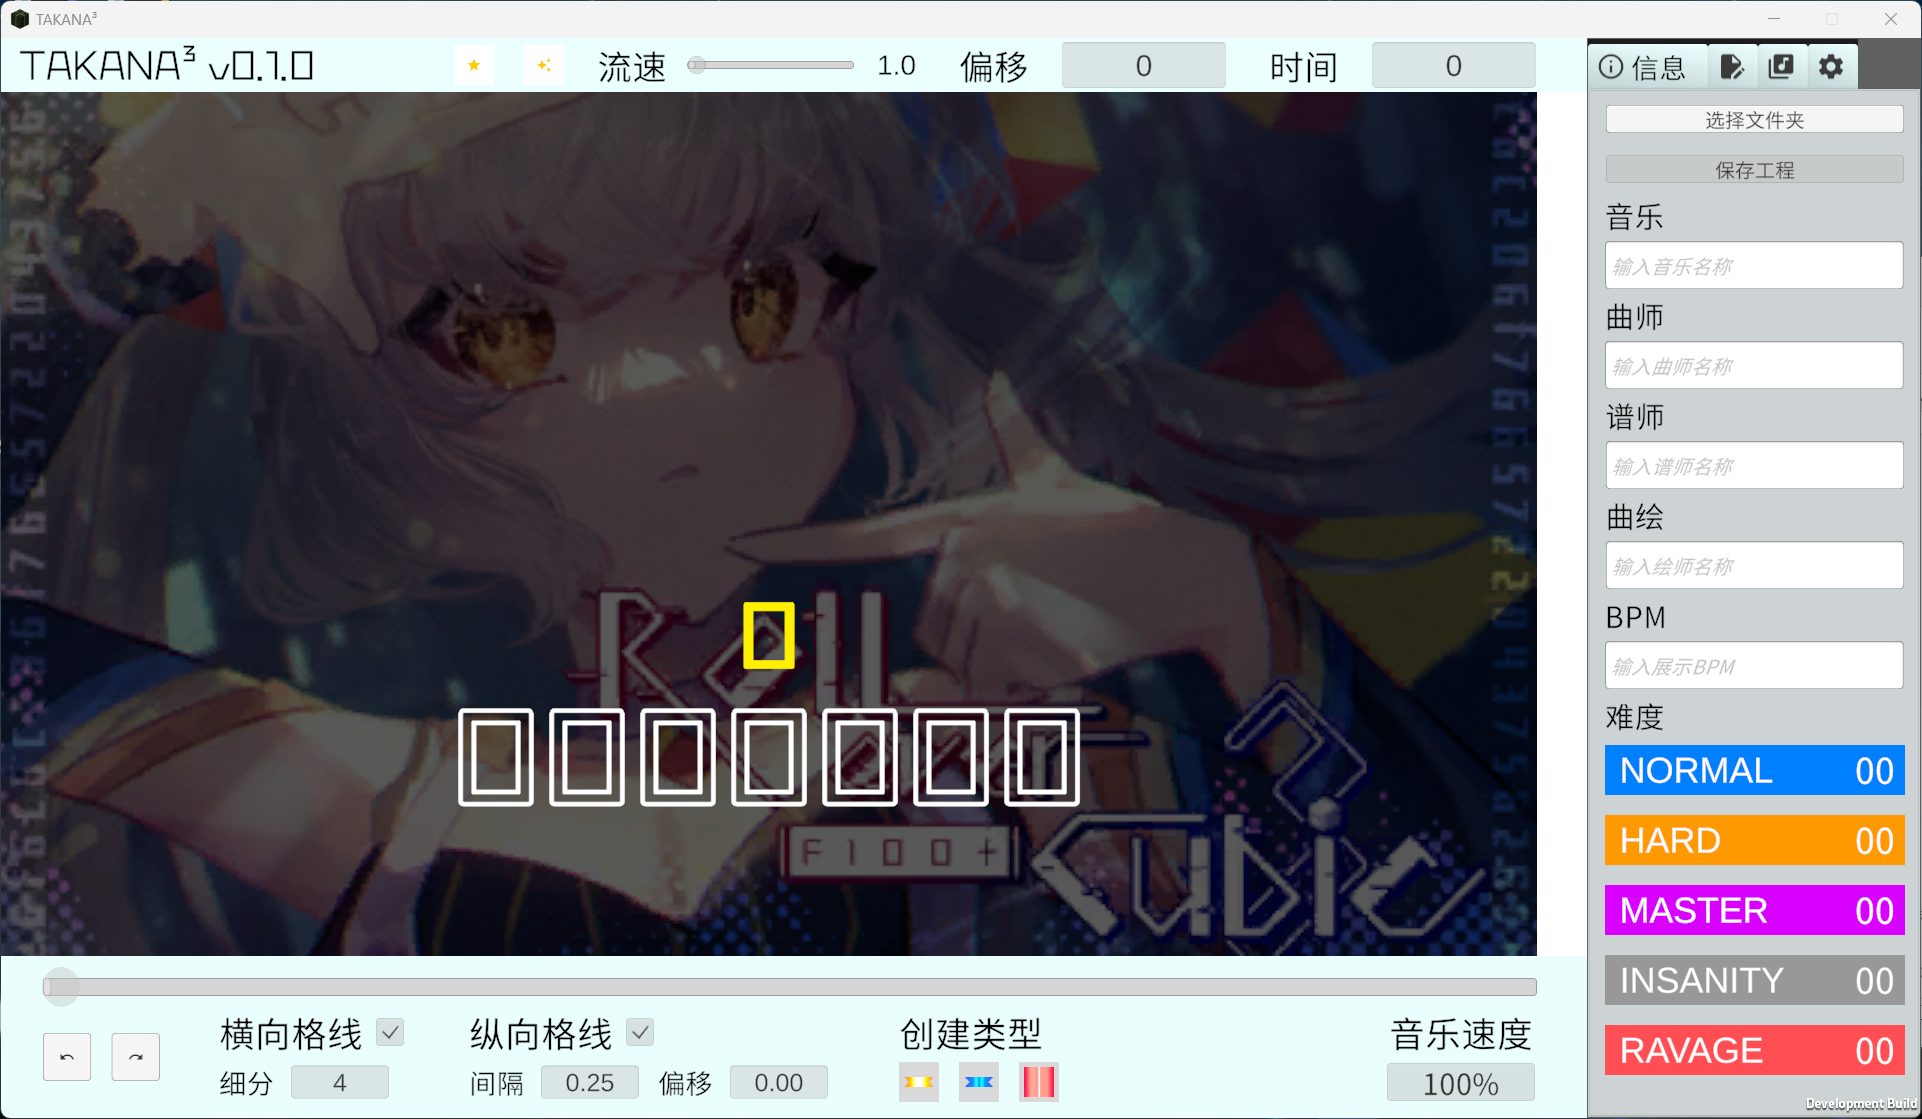 TAKANA³
TAKANA³ v0.1.0
流速 1.0 偏移 0 时间 0
信息
选择文件夹
保存工程
音乐
输入音乐名称
曲师
输入曲师名称
谱师
输入谱师名称
曲绘
输入绘师名称
BPM
输入展示BPM
难度
NORMAL 00
HARD 00
MASTER 00
INSANITY 00
RAVAGE 00
Development Build
F100+
Cubic
横向格线
细分 4
纵向格线
间隔 0.25 偏移 0.00
创建类型
音乐速度
100%